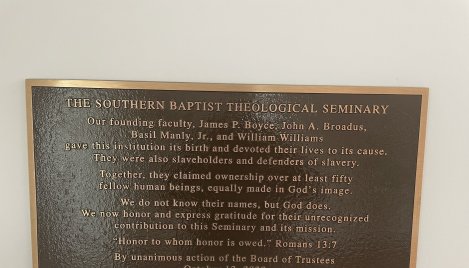 THE SOUTHERN BAPTIST THEOLOGICAL SEMINARY
Our founding faculty, James P. Boyce, John A. Broadus,
Basil Manly, Jr., and William Williams
gave this institution its birth and devoted their lives to its cause.
They were also slaveholders and defenders of slavery.
Together, they claimed ownership over at least fifty
fellow human beings, equally made in God's image.
We do not know their names, but God does.
We now honor and express gratitude for their unrecognized
contribution to this Seminary and its mission.
"Honor to whom honor is owed." Romans 13:7
By unanimous action of the Board of Trustees
October 12, 2020